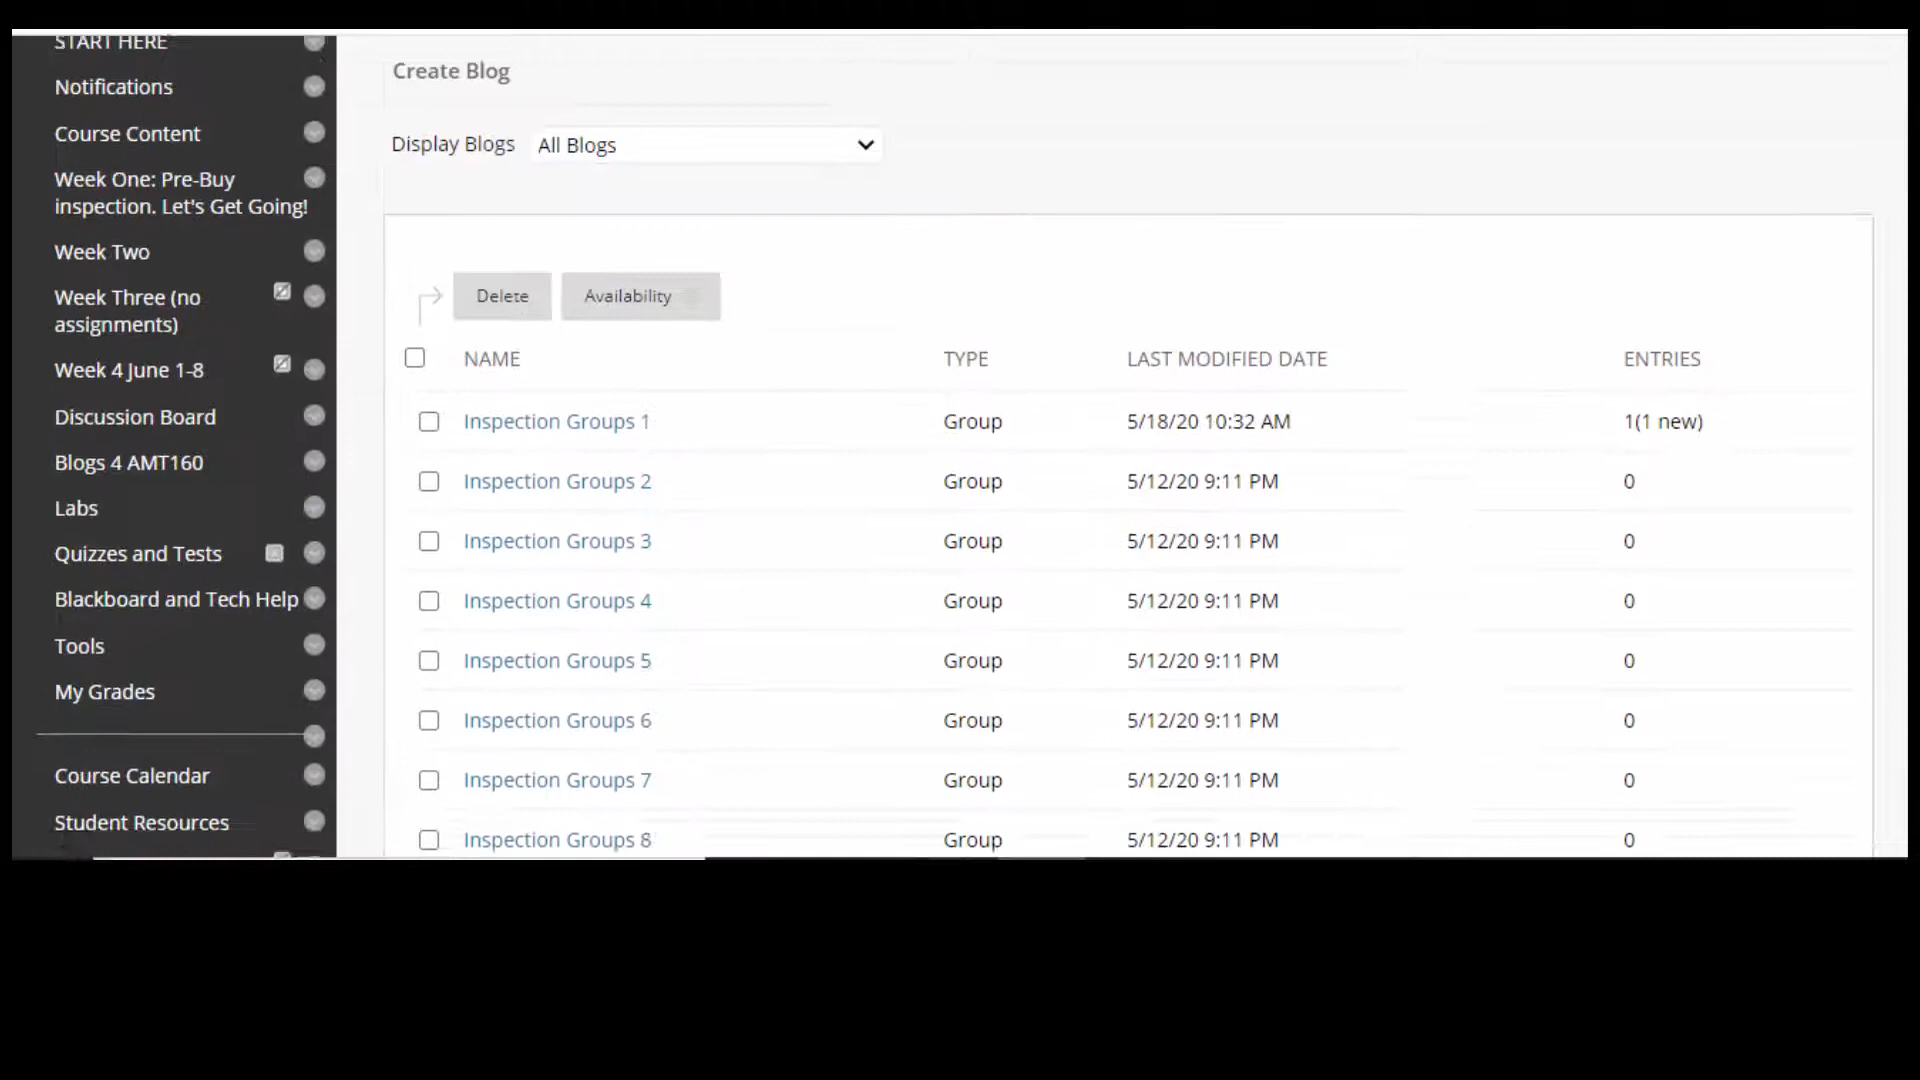 START HERE
Notifications
Course Content
Week One: Pre-Buy
inspection. Let's Get Going!
Week Two
Week Three (no
assignments)
Week 4 June 1-8
Discussion Board
Blogs 4 AMT160
Labs
Quizzes and Tests
Blackboard and Tech Help
Tools
My Grades
Course Calendar
Student Resources
Create Blog
Display Blogs All Blogs
Delete Availability
NAME TYPE LAST MODIFIED DATE ENTRIES
Inspection Groups 1 Group 5/18/20 10:32 AM 1(1 new)
Inspection Groups 2 Group 5/12/20 9:11 PM 0
Inspection Groups 3 Group 5/12/20 9:11 PM 0
Inspection Groups 4 Group 5/12/20 9:11 PM 0
Inspection Groups 5 Group 5/12/20 9:11 PM 0
Inspection Groups 6 Group 5/12/20 9:11 PM 0
Inspection Groups 7 Group 5/12/20 9:11 PM 0
Inspection Groups 8 Group 5/12/20 9:11 PM 0